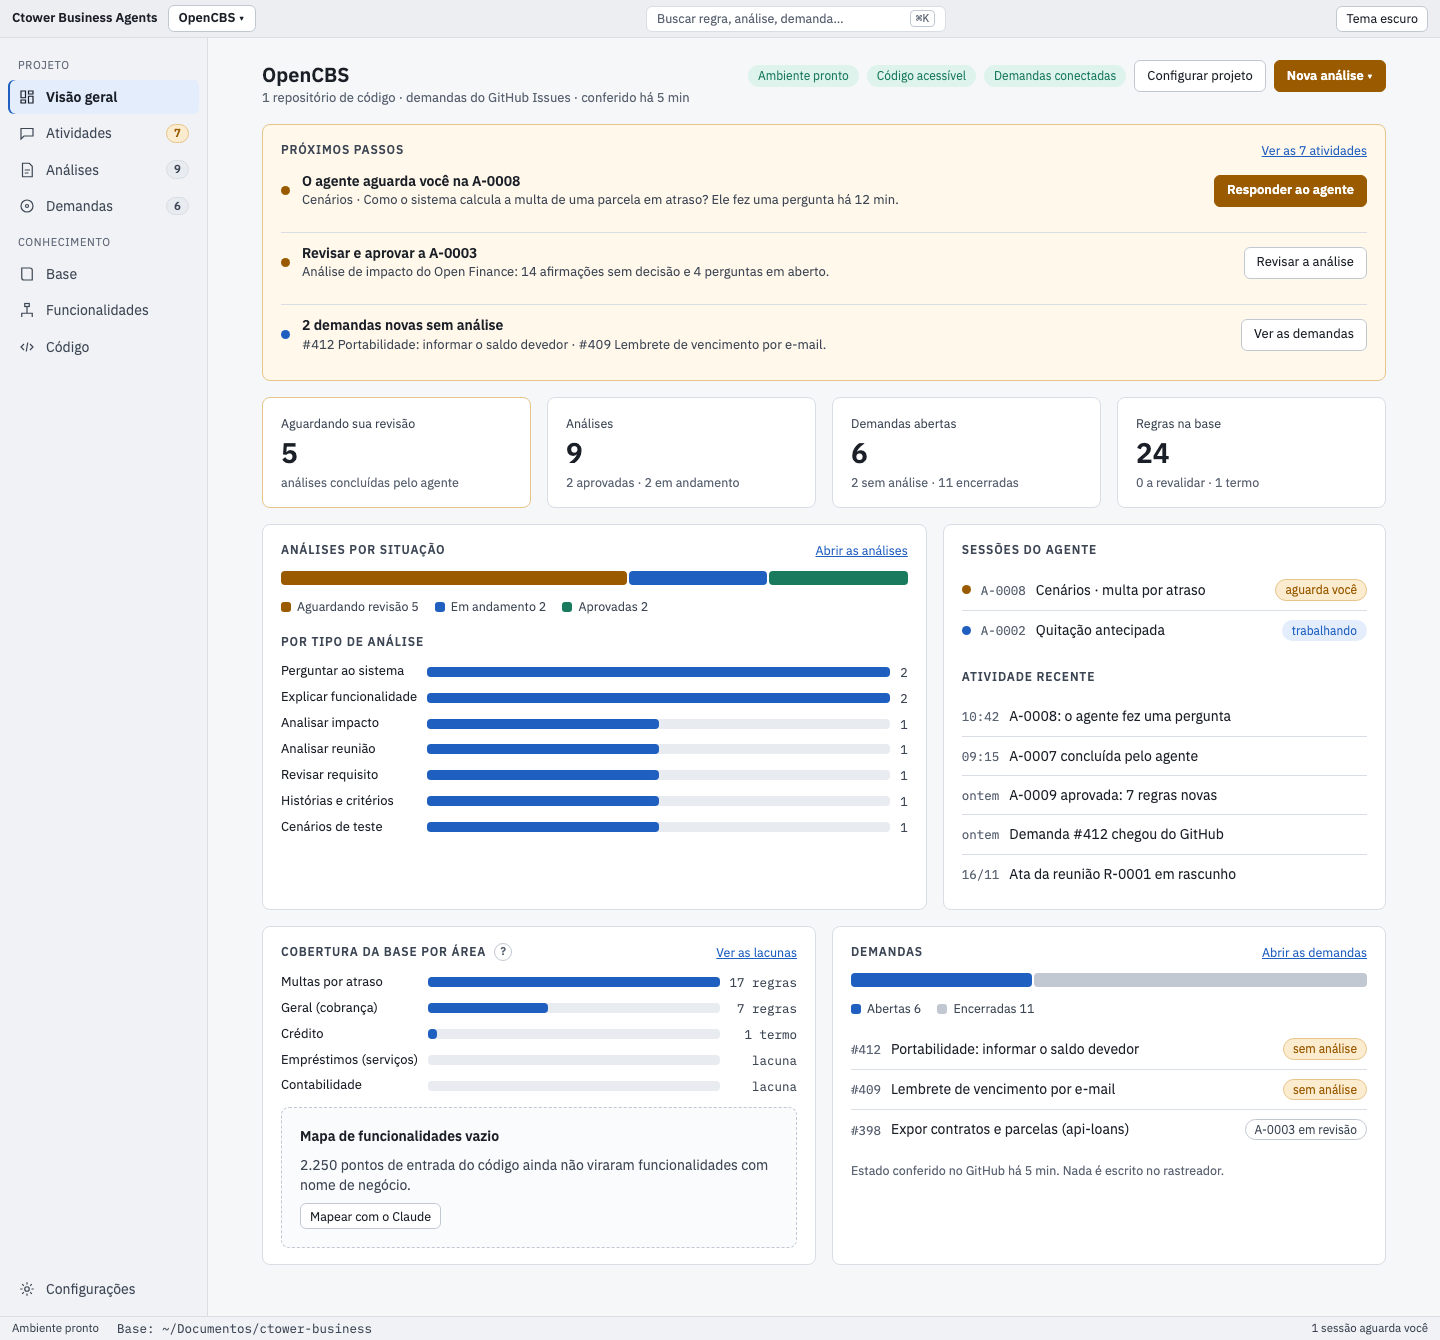 Ctower Business Agents
OpenCBS ▾
Buscar regra, análise, demanda…
⌘K
Tema escuro
PROJETO
Visão geral
Atividades 7
Análises 9
Demandas 6
CONHECIMENTO
Base
Funcionalidades
Código
Configurações
OpenCBS
1 repositório de código · demandas do GitHub Issues · conferido há 5 min
Ambiente pronto
Código acessível
Demandas conectadas
Configurar projeto
Nova análise ▾
PRÓXIMOS PASSOS
Ver as 7 atividades
O agente aguarda você na A-0008
Cenários · Como o sistema calcula a multa de uma parcela em atraso? Ele fez uma pergunta há 12 min.
Responder ao agente
Revisar e aprovar a A-0003
Análise de impacto do Open Finance: 14 afirmações sem decisão e 4 perguntas em aberto.
Revisar a análise
2 demandas novas sem análise
#412 Portabilidade: informar o saldo devedor · #409 Lembrete de vencimento por e-mail.
Ver as demandas
Aguardando sua revisão
5
análises concluídas pelo agente
Análises
9
2 aprovadas · 2 em andamento
Demandas abertas
6
2 sem análise · 11 encerradas
Regras na base
24
0 a revalidar · 1 termo
ANÁLISES POR SITUAÇÃO
Abrir as análises
Aguardando revisão 5
Em andamento 2
Aprovadas 2
POR TIPO DE ANÁLISE
Perguntar ao sistema 2
Explicar funcionalidade 2
Analisar impacto 1
Analisar reunião 1
Revisar requisito 1
Histórias e critérios 1
Cenários de teste 1
SESSÕES DO AGENTE
A-0008 Cenários · multa por atraso aguarda você
A-0002 Quitação antecipada trabalhando
ATIVIDADE RECENTE
10:42 A-0008: o agente fez uma pergunta
09:15 A-0007 concluída pelo agente
ontem A-0009 aprovada: 7 regras novas
ontem Demanda #412 chegou do GitHub
16/11 Ata da reunião R-0001 em rascunho
COBERTURA DA BASE POR ÁREA ?
Ver as lacunas
Multas por atraso 17 regras
Geral (cobrança) 7 regras
Crédito 1 termo
Empréstimos (serviços) lacuna
Contabilidade lacuna
Mapa de funcionalidades vazio
2.250 pontos de entrada do código ainda não viraram funcionalidades com
nome de negócio.
Mapear com o Claude
DEMANDAS
Abrir as demandas
Abertas 6
Encerradas 11
#412 Portabilidade: informar o saldo devedor sem análise
#409 Lembrete de vencimento por e-mail sem análise
#398 Expor contratos e parcelas (api-loans) A-0003 em revisão
Estado conferido no GitHub há 5 min. Nada é escrito no rastreador.
Ambiente pronto
Base: ~/Documentos/ctower-business
1 sessão aguarda você